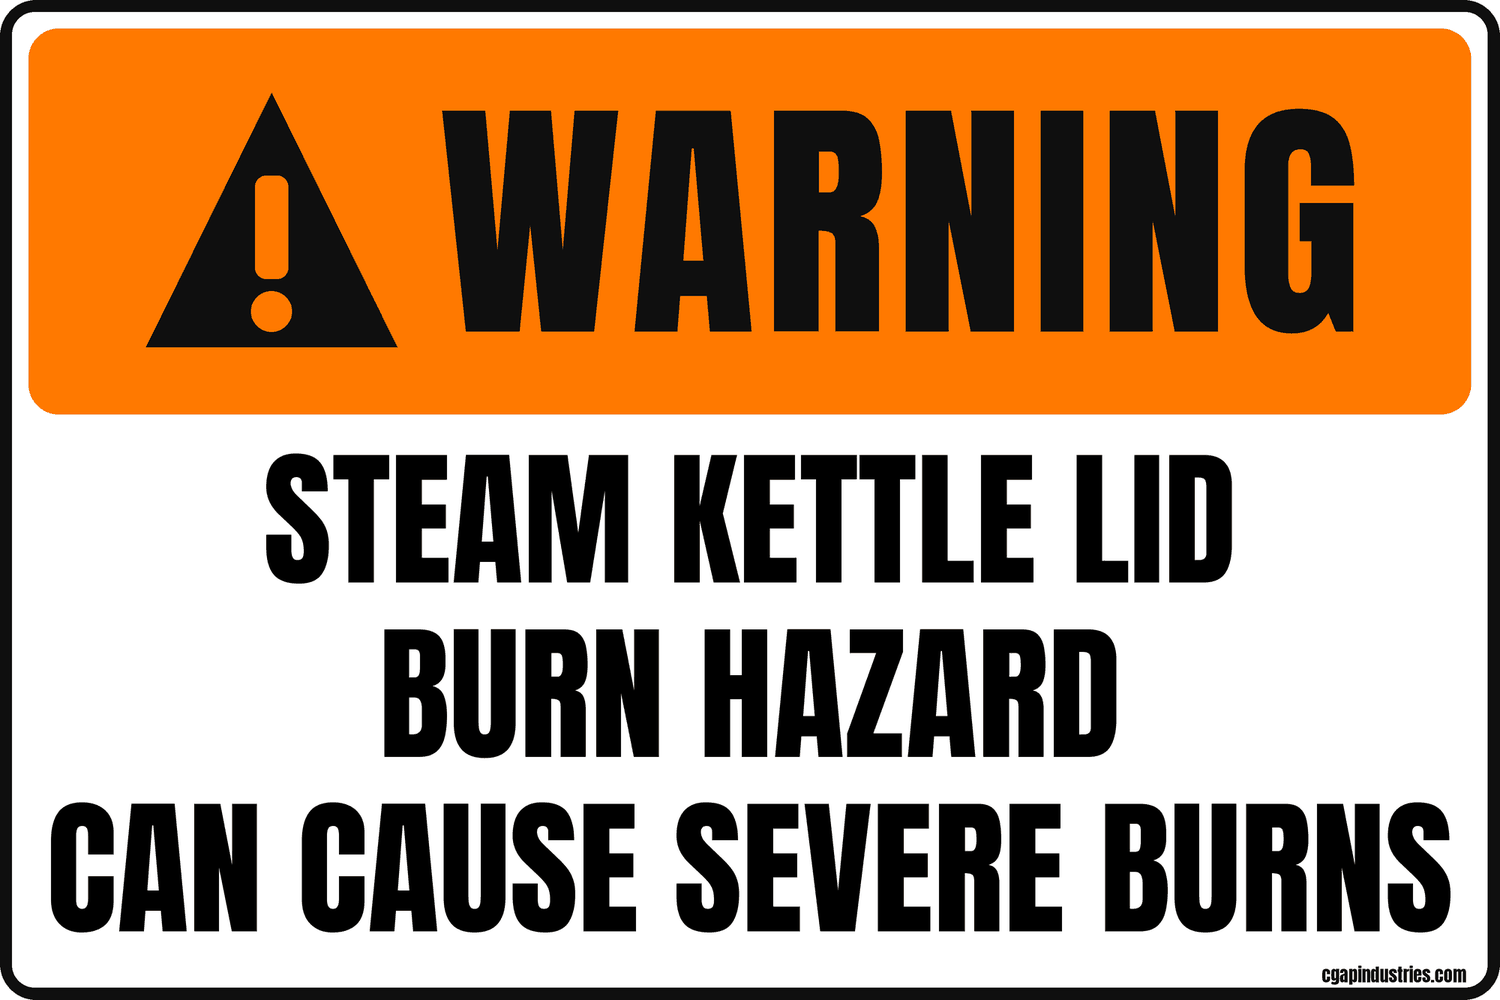 WARNING
STEAM KETTLE LID
BURN HAZARD
CAN CAUSE SEVERE BURNS
cgapindustries.com